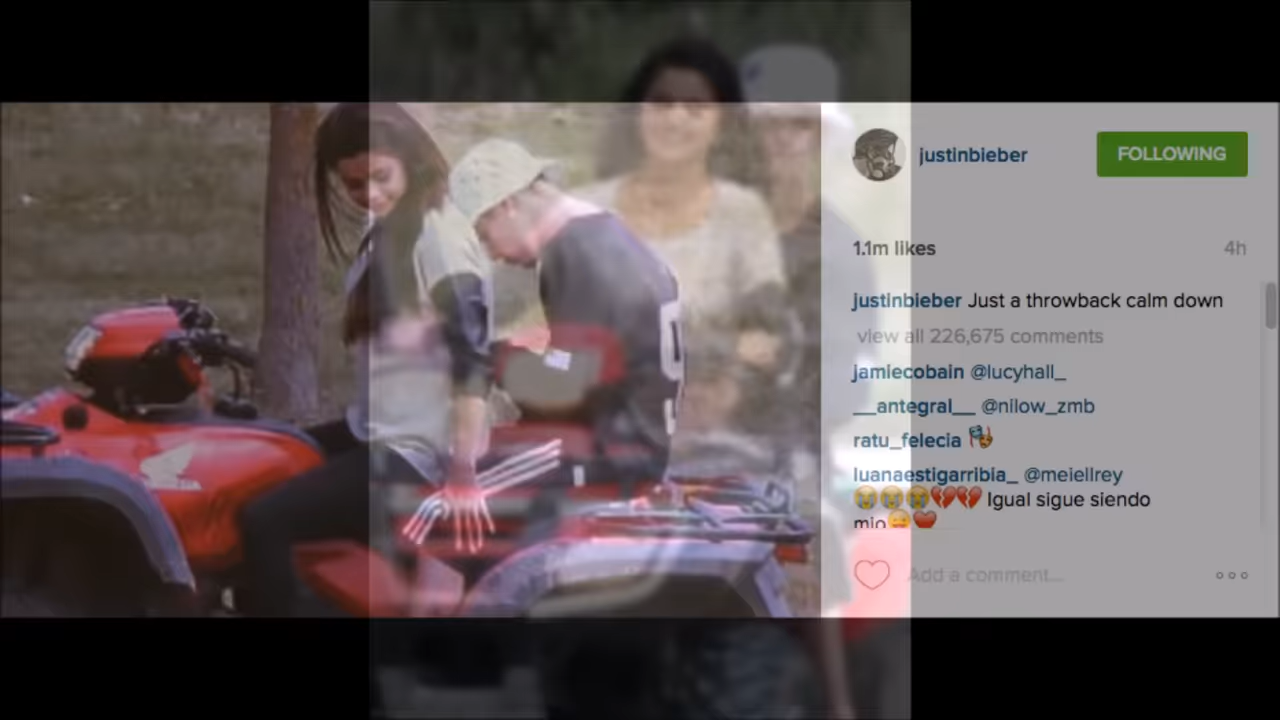 justinbieber
FOLLOWING
1.1m likes
4h
justinbieber Just a throwback calm down
view all 226,675 comments
jamiecobain @lucyhall_
__antegral__ @nilow_zmb
ratu_felecia
luanaestigarribia_ @meiellrey
😭😭😭💔💔 Igual sigue siendo
mio😛❤️
Add a comment...
HONDA